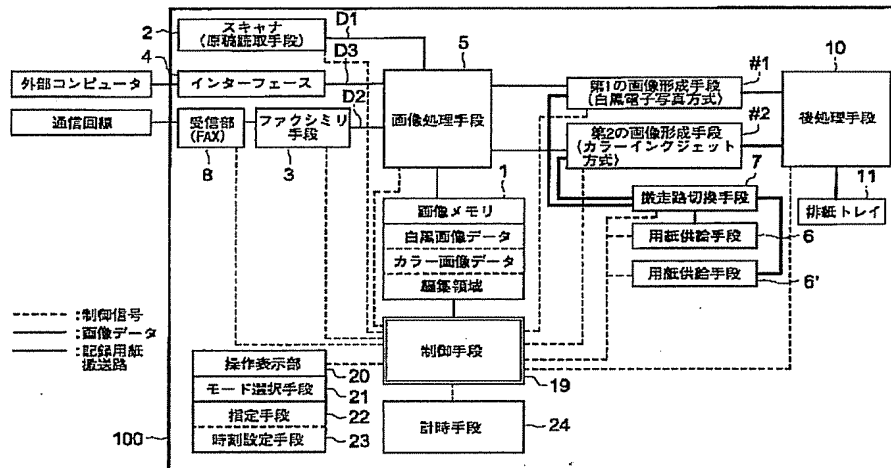 2
スキャナ
(原稿読取手段)
D1
4
D3
5
10
外部コンピュータ
インターフェース
D2
第1の画像形成手段
(白黒電子写真方式)
#1
通信回線
受信部
(FAX)
ファクシミリ
手段
画像処理手段
第2の画像形成手段
(カラーインクジェット
方式)
#2
後処理手段
8
3
1
7
搬走路切換手段
11
画像メモリ
排紙トレイ
白黒画像データ
用紙供給手段
6
カラー画像データ
編集領域
用紙供給手段
6'
:制御信号
:画像データ
:記録用紙
搬送路
制御手段
操作表示部
20
19
モード選択手段
21
指定手段
22
計時手段
24
100
時刻設定手段
23